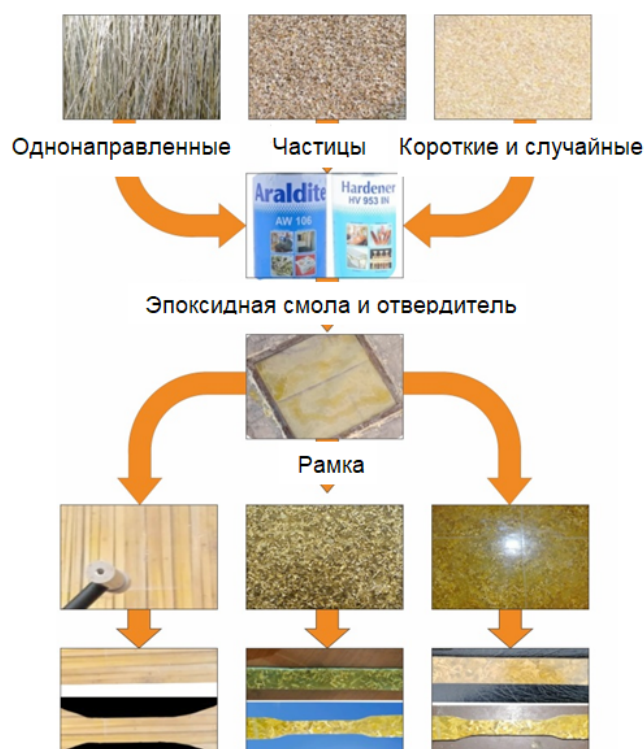 Однонаправленные
Частицы
Короткие и случайные
Araldite
AW 106
Hardener
HV 953 IN
Эпоксидная смола и отвердитель
Рамка